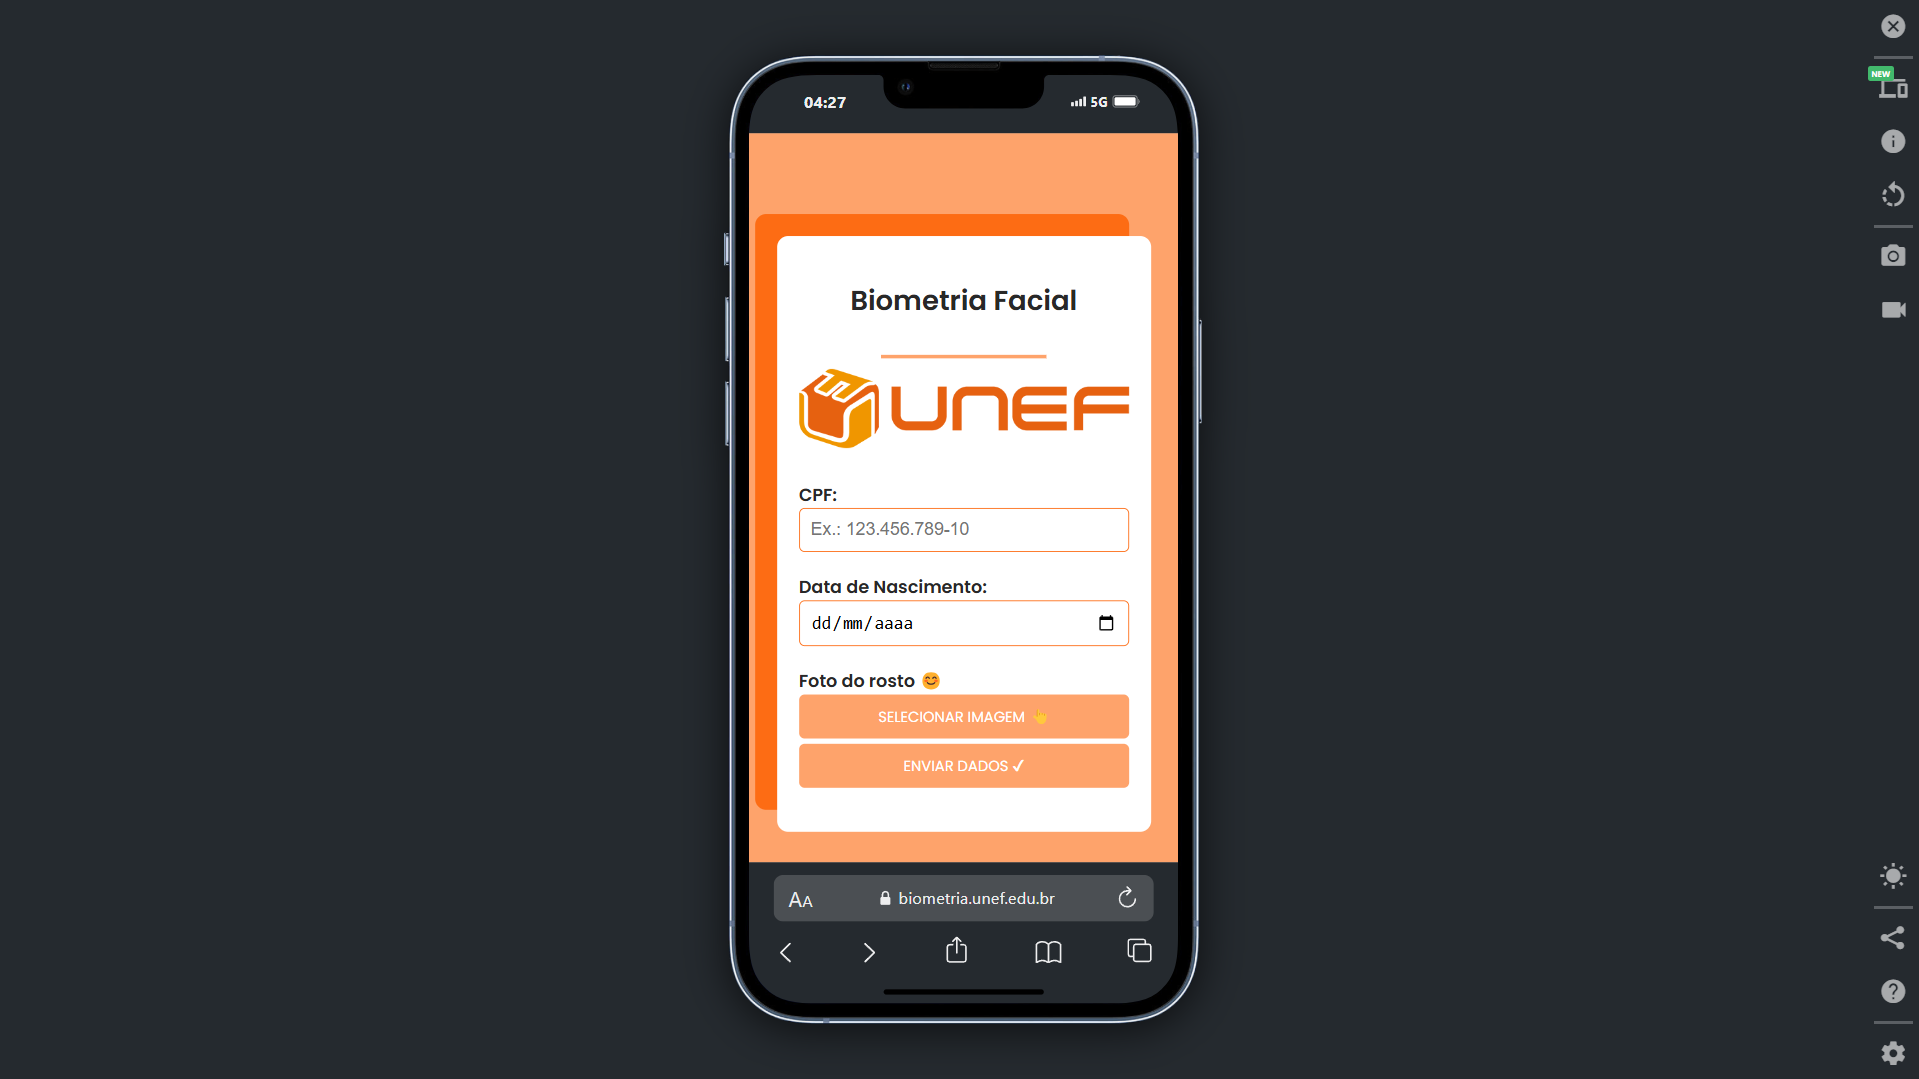 04:27
5G
NEW
Biometria Facial
UNEF
CPF:
Ex.: 123.456.789-10
Data de Nascimento:
dd/mm/aaaa
Foto do rosto 😊
SELECIONAR IMAGEM 👆
ENVIAR DADOS ✓
AA
biometria.unef.edu.br